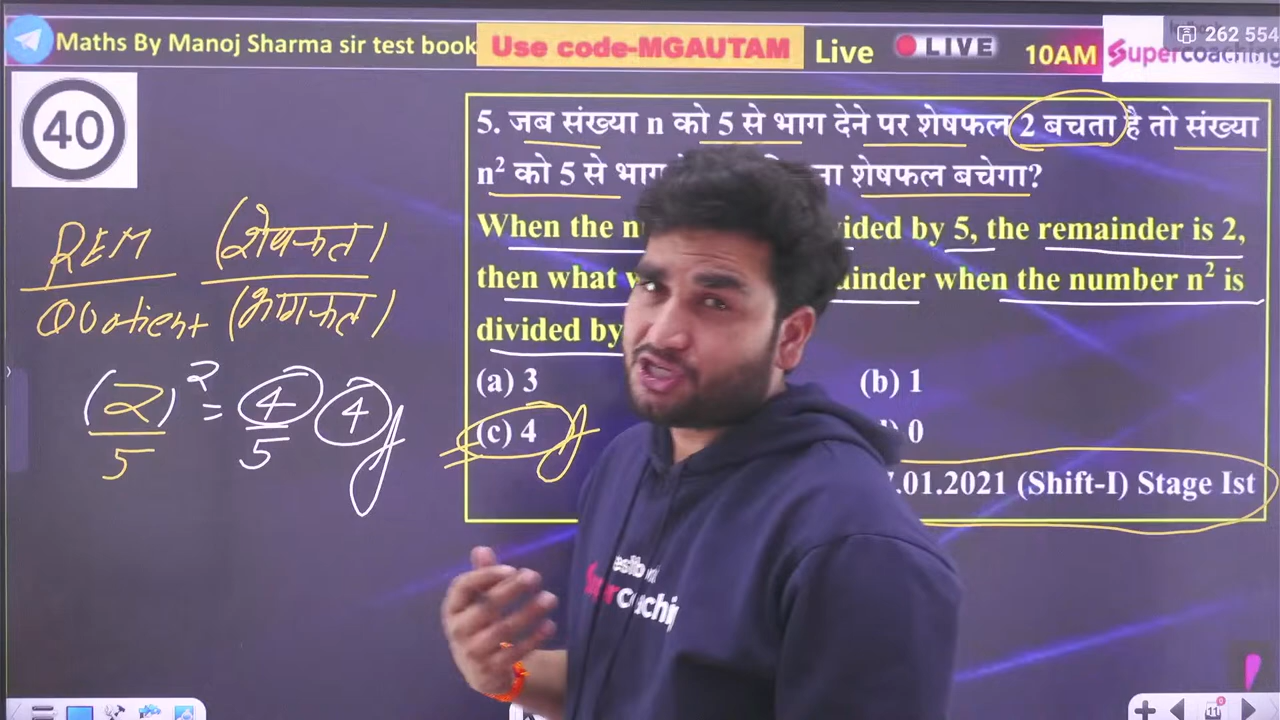 Maths By Manoj Sharma sir test book
Use code-MGAUTAM
Live
LIVE
10AM
Supercoaching
262 554
40
5. जब संख्या n को 5 से भाग देने पर शेषफल 2 बचता है तो संख्या
n² को 5 से भाग शेषफल बचेगा?
When the divided by 5, the remainder is 2,
then what remainder when the number n² is
divided by
(a) 3
(b) 1
(c) 4
0
.01.2021 (Shift-I) Stage Ist
REM (शेषफल)
Quotient (भागफल)
(2)² = 4 4
5 5
testbook
Supercoaching
11